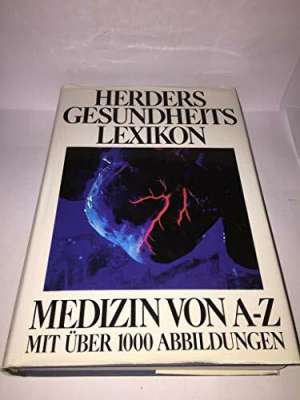 HERDERS
GESUNDHEITS
LEXIKON
MEDIZIN VON A-Z
MIT ÜBER 1000 ABBILDUNGEN